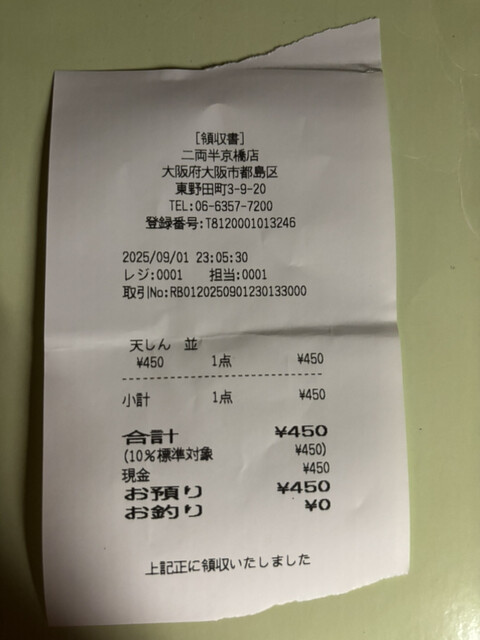 [領収書]
二両半京橋店
大阪府大阪市都島区
東野田町3-9-20
TEL:06-6357-7200
登録番号:T8120001013246
2025/09/01 23:05:30
レジ:0001 担当:0001
取引No:RB0120250901230133000
天しん 並
¥450 1点 ¥450
小計 1点 ¥450
合計 ¥450
(10%標準対象 ¥450)
現金 ¥450
お預り ¥450
お釣り ¥0
上記正に領収いたしました